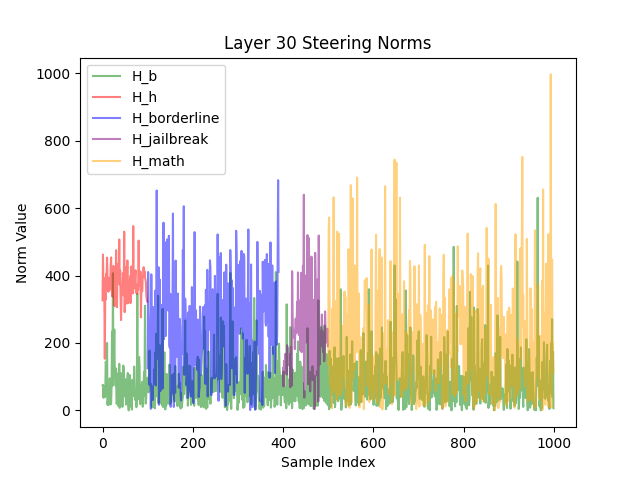 Layer 30 Steering Norms
H_b
H_h
H_borderline
H_jailbreak
H_math
Norm Value
1000
800
600
400
200
0
0 200 400 600 800 1000
Sample Index